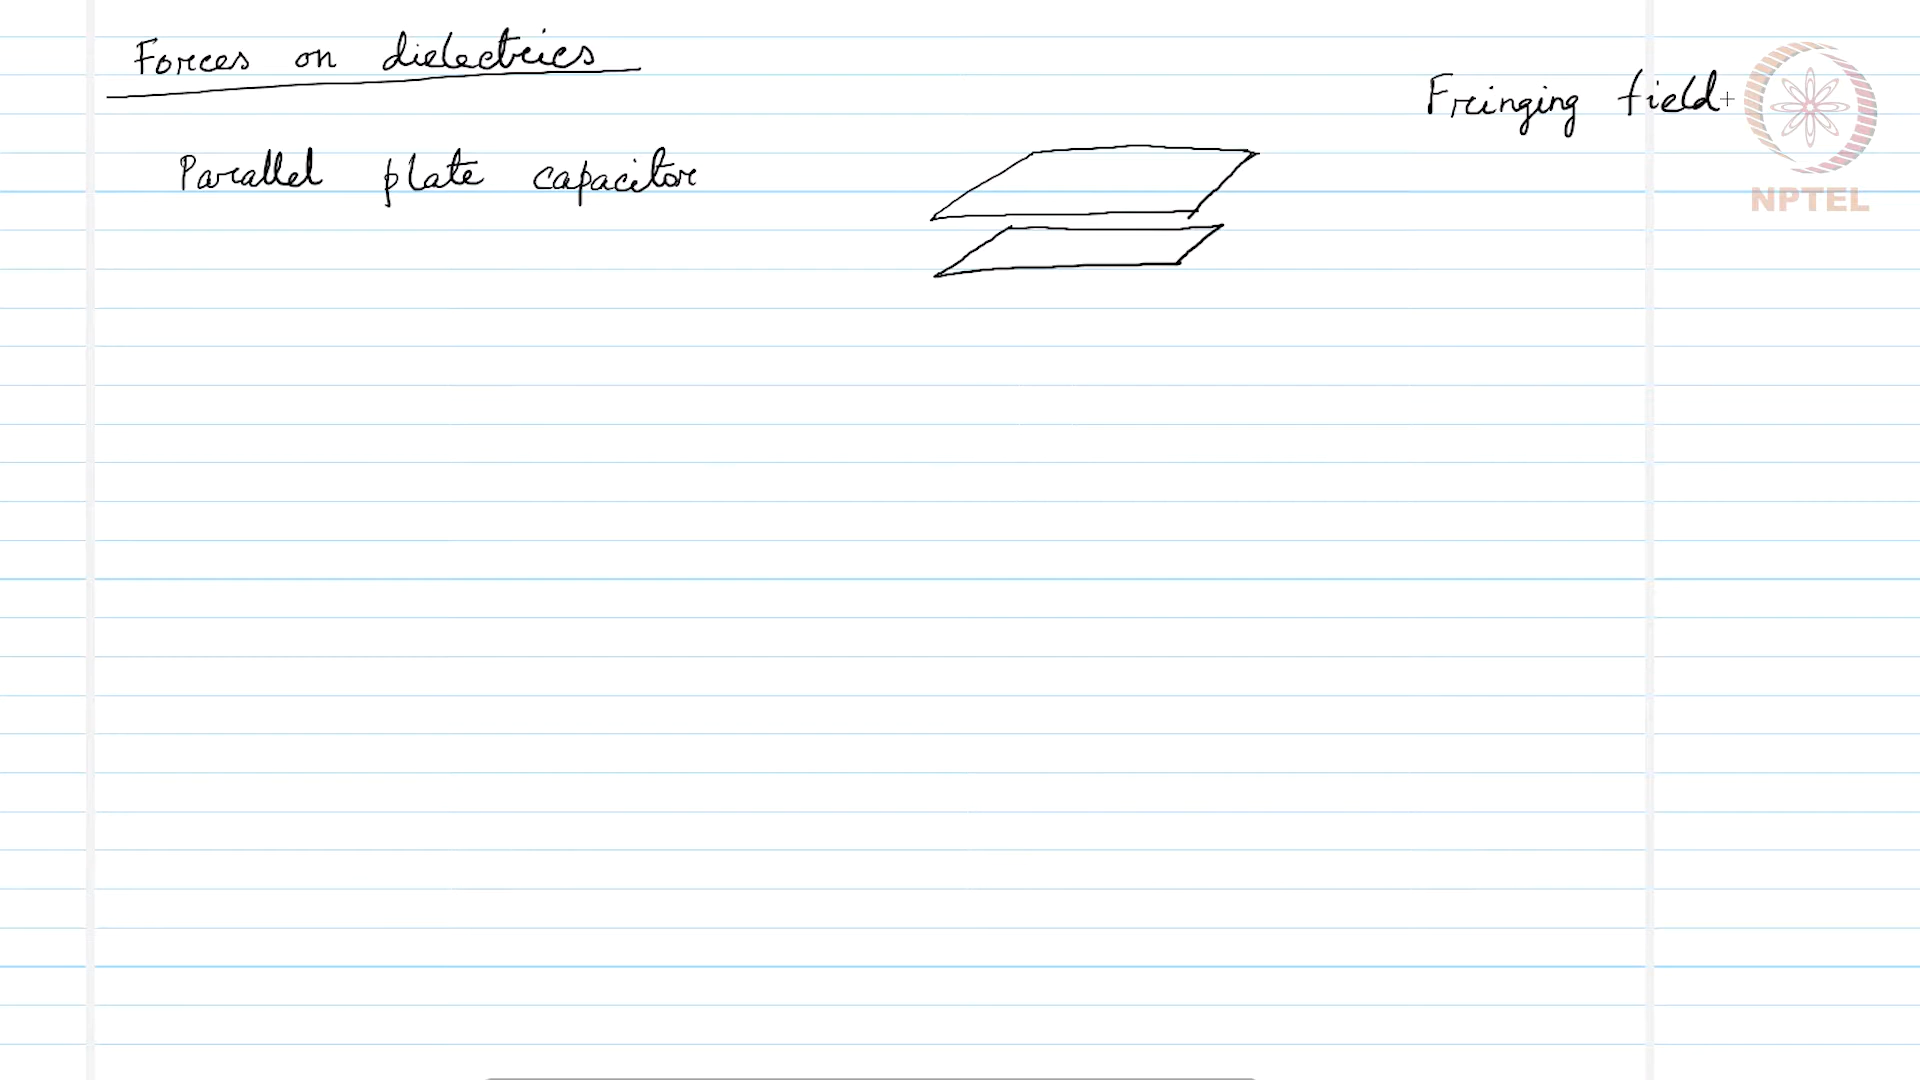 Forces on dielectrics
Fringing field
Parallel plate capacitor
NPTEL